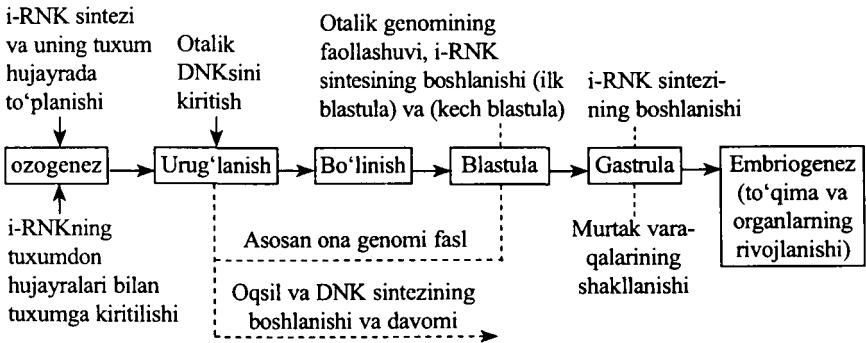 i-RNK sintezi
va uning tuxum
hujayrada
to‘planishi
Otalik
DNKsini
kiritish
Otalik genomining
faollashuvi, i-RNK
sintesining boshlanishi (ilk
blastula) va (kech blastula)
i-RNK sintezi-
ning boshlanishi
ozogenez
Urug‘lanish
Bo‘linish
Blastula
Gastrula
Embriogenez
(to‘qima va
organlarning
rivojlanishi)
i-RNKning
tuxumdon
hujayralari bilan
tuxumga kiritilishi
Asosan ona genomi fasl
Oqsil va DNK sintezining
boshlanishi va davomi
Murtak vara-
qalarining
shakllanishi